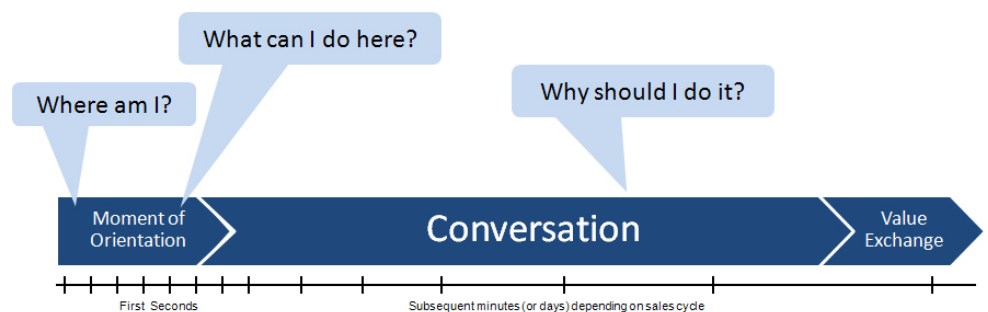 What can I do here?
Where am I?
Why should I do it?
Moment of
Orientation
Conversation
Value
Exchange
First Seconds
Subsequent minutes (or days) depending on sales cycle